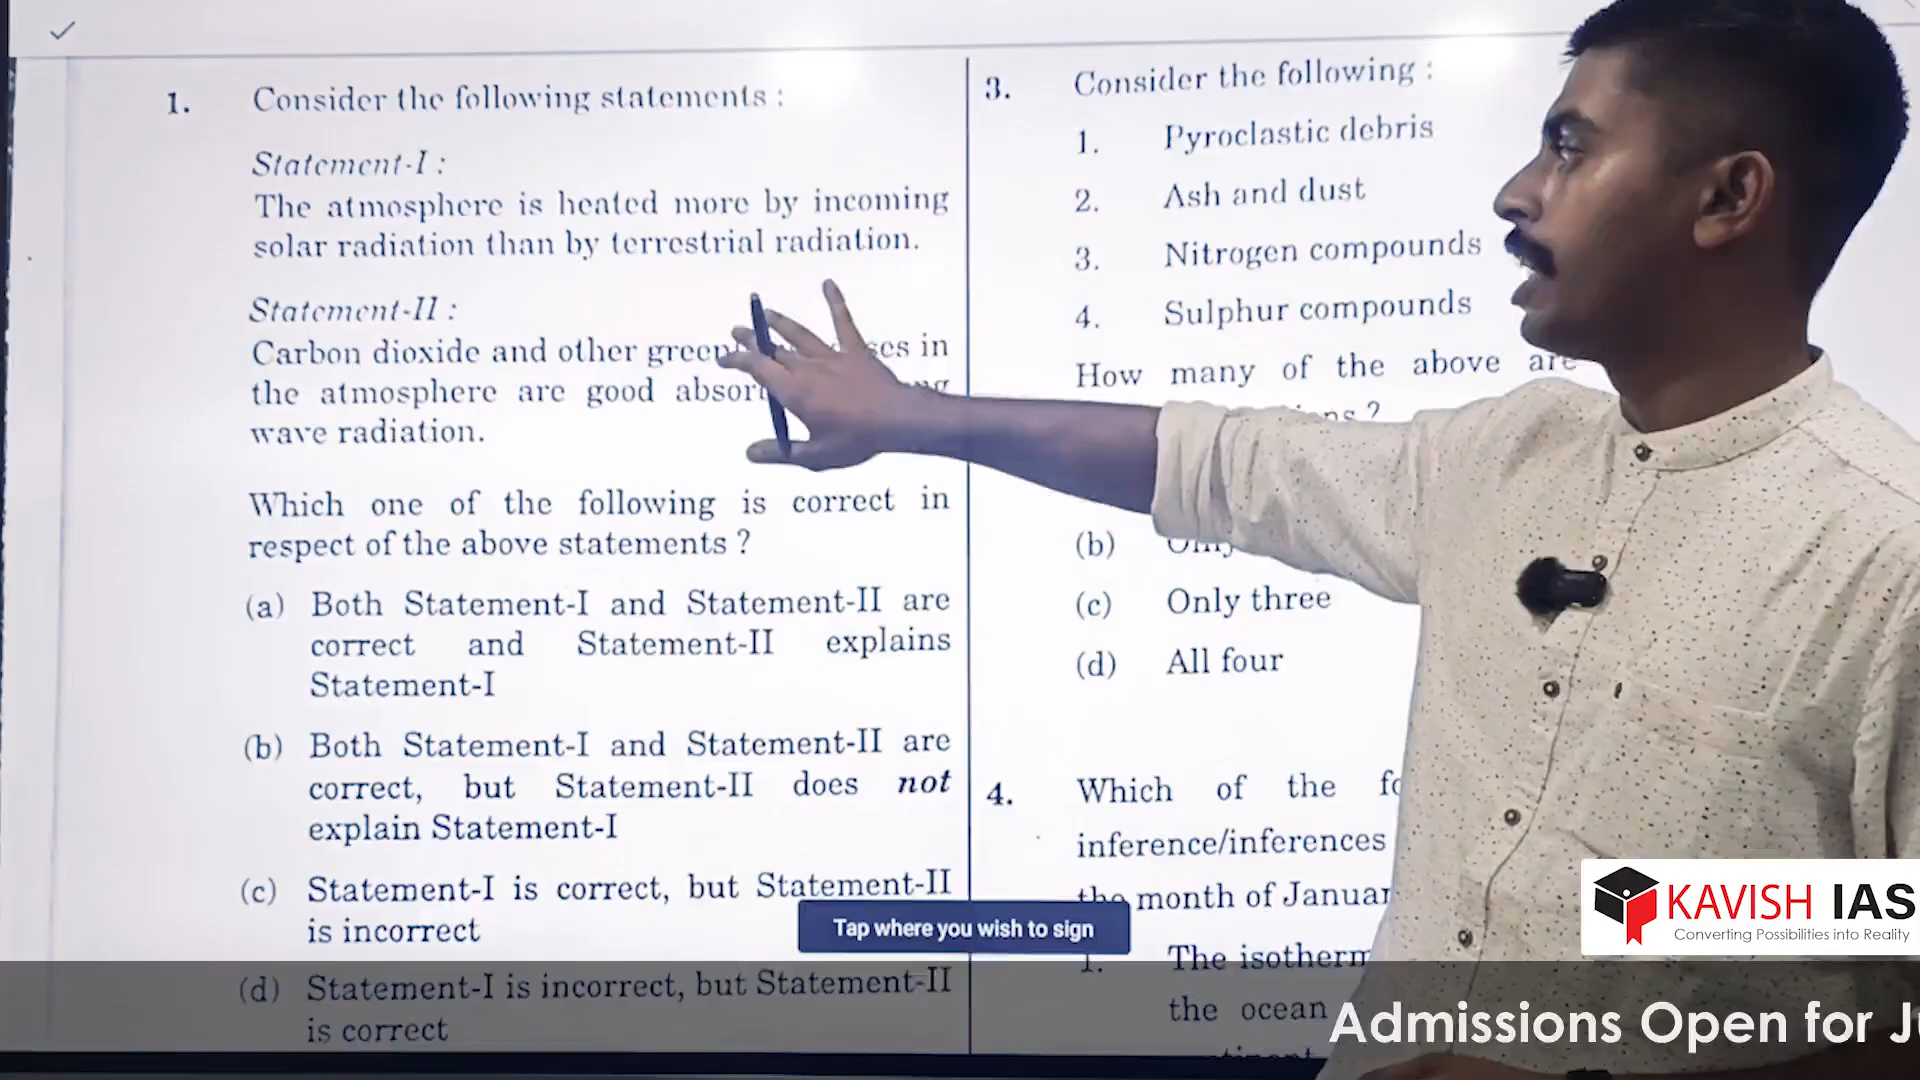 1. Consider the following statements :
Statement-I :
The atmosphere is heated more by incoming
solar radiation than by terrestrial radiation.
Statement-II :
Carbon dioxide and other in
the atmosphere are good
wave radiation.
Which one of the following is correct in
respect of the above statements ?
(a) Both Statement-I and Statement-II are
correct and Statement-II explains
Statement-I
(b) Both Statement-I and Statement-II are
correct, but Statement-II does not
explain Statement-I
(c) Statement-I is correct, but Statement-II
is incorrect
(d) Statement-I is incorrect, but Statement-II
is correct
3. Consider the following :
1. Pyroclastic debris
2. Ash and dust
3. Nitrogen compounds
4. Sulphur compounds
How many of the above are
?
(b)
(c) Only three
(d) All four
4. Which of the
inference/inferences
the month of
1. The
the ocean
Tap where you wish to sign
KAVISH IAS
Converting Possibilities into Reality
Admissions Open for